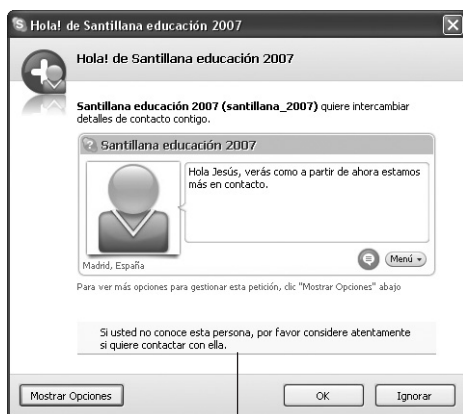 Hola! de Santillana educación 2007
Hola! de Santillana educación 2007
Santillana educación 2007 (santillana_2007) quiere intercambiar
detalles de contacto contigo.
Santillana educación 2007
Hola Jesús, verás como a partir de ahora estamos
más en contacto.
Madrid, España
Menú
Para ver más opciones para gestionar esta petición, clic "Mostrar Opciones" abajo
Si usted no conoce esta persona, por favor considere atentamente
si quiere contactar con ella.
Mostrar Opciones
OK
Ignorar